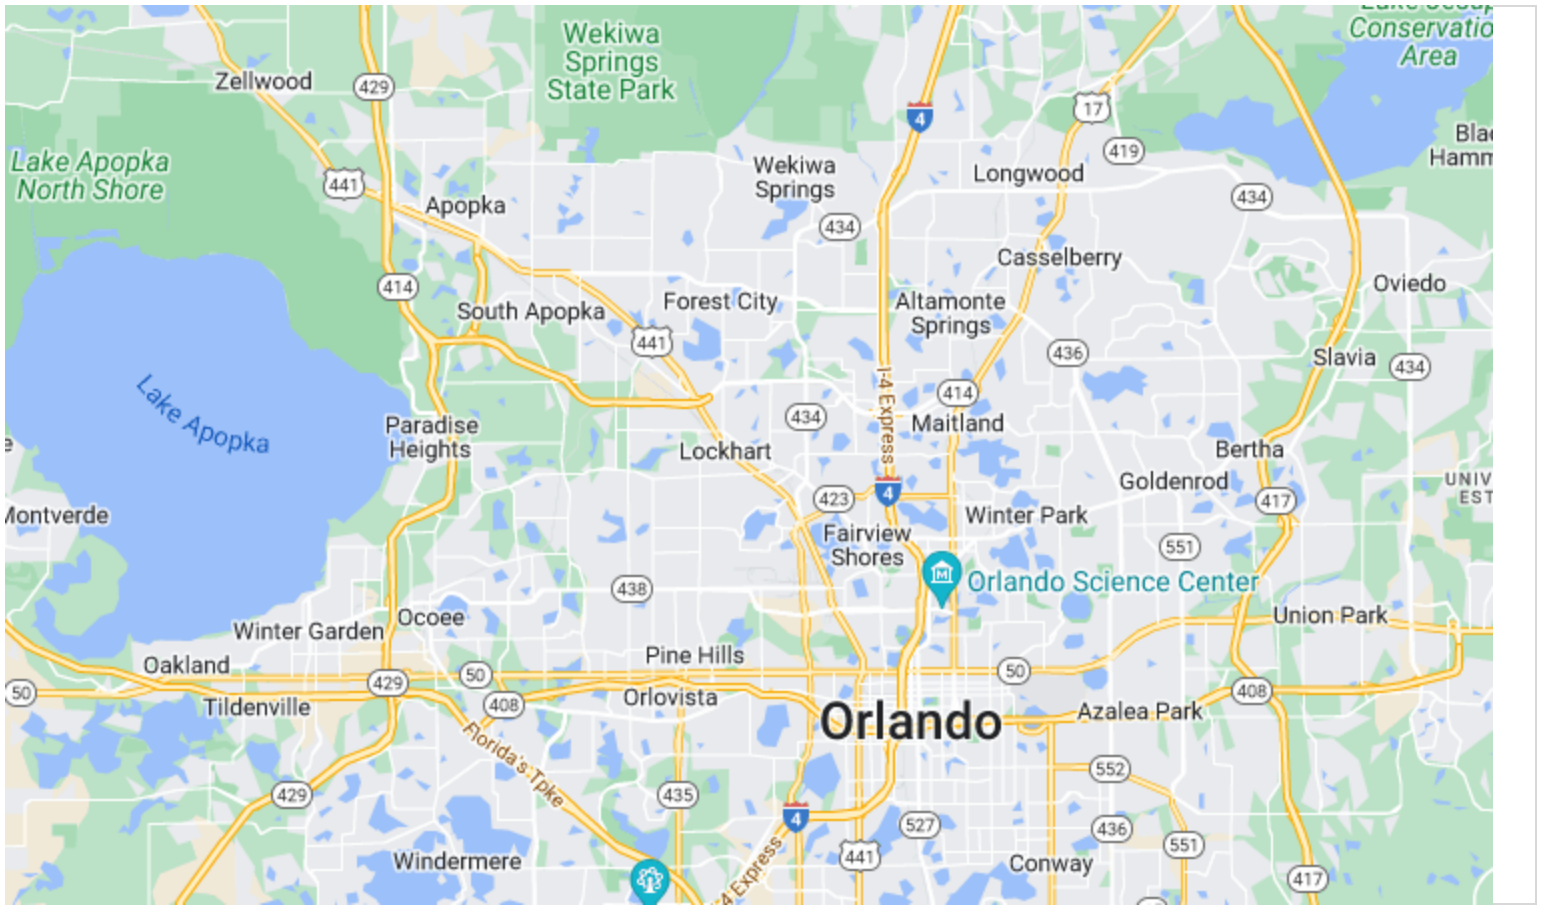 Wekiwa
Springs
State Park
Conservatio
Area
Zellwood
429
4
17
419
Blac
Hamm
Lake Apopka
North Shore
441
Wekiwa
Springs
Longwood
434
434
Apopka
Casselberry
414
Oviedo
South Apopka
Forest City
Altamonte
Springs
441
436
Slavia
434
I-4 Express
414
Lake Apopka
434
Maitland
Paradise
Heights
Lockhart
Bertha
Goldenrod
UNIV
EST
423
4
417
Montverde
Winter Park
Fairview
Shores
551
438
Orlando Science Center
Ocoee
Winter Garden
Union Park
Oakland
Pine Hills
50
50
50
429
408
Orlovista
408
Tildenville
Orlando
Azalea Park
Florida's Tpke
552
429
435
4
527
436
551
441
Windermere
Conway
-4 Express
417